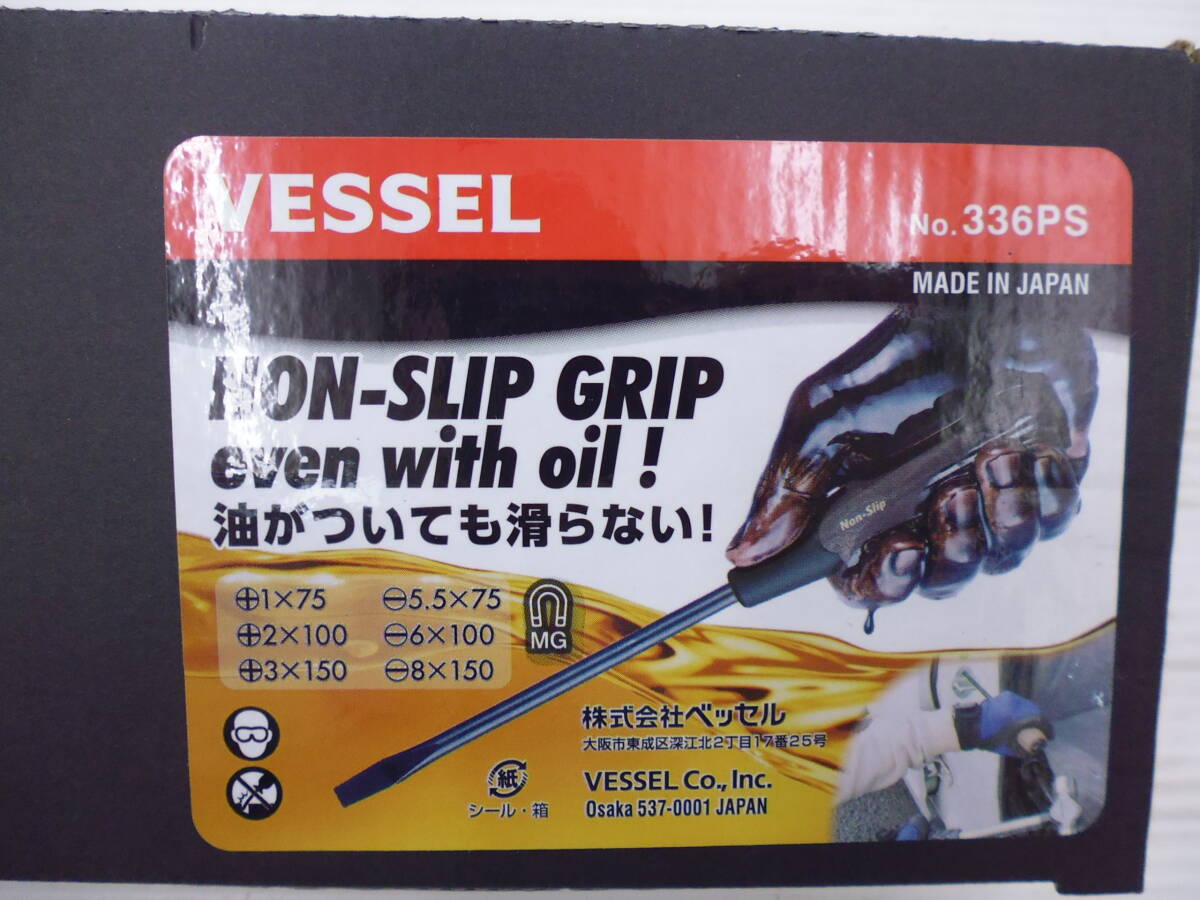 VESSEL
No. 336PS
MADE IN JAPAN
NON-SLIP GRIP
even with oil !
油がついても滑らない!
Non-Slip
⊕1×75 ⊖5.5×75
⊕2×100 ⊖6×100
⊕3×150 ⊖8×150
MG
株式会社ベッセル
大阪市東成区深江北2丁目17番25号
紙
シール・箱
VESSEL Co., Inc.
Osaka 537-0001 JAPAN